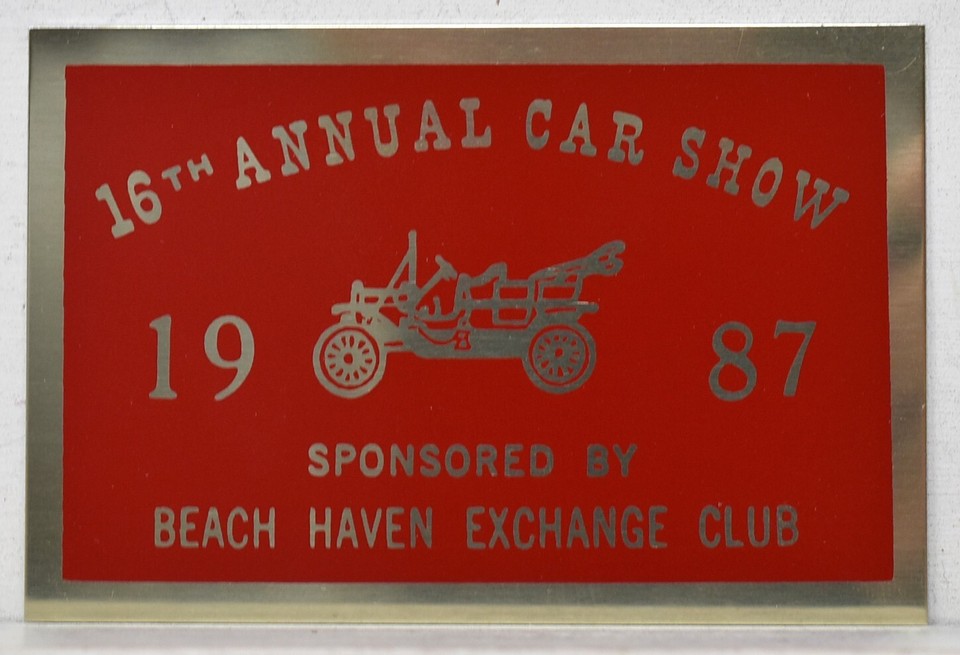 16TH ANNUAL CAR SHOW
19 87
SPONSORED BY
BEACH HAVEN EXCHANGE CLUB